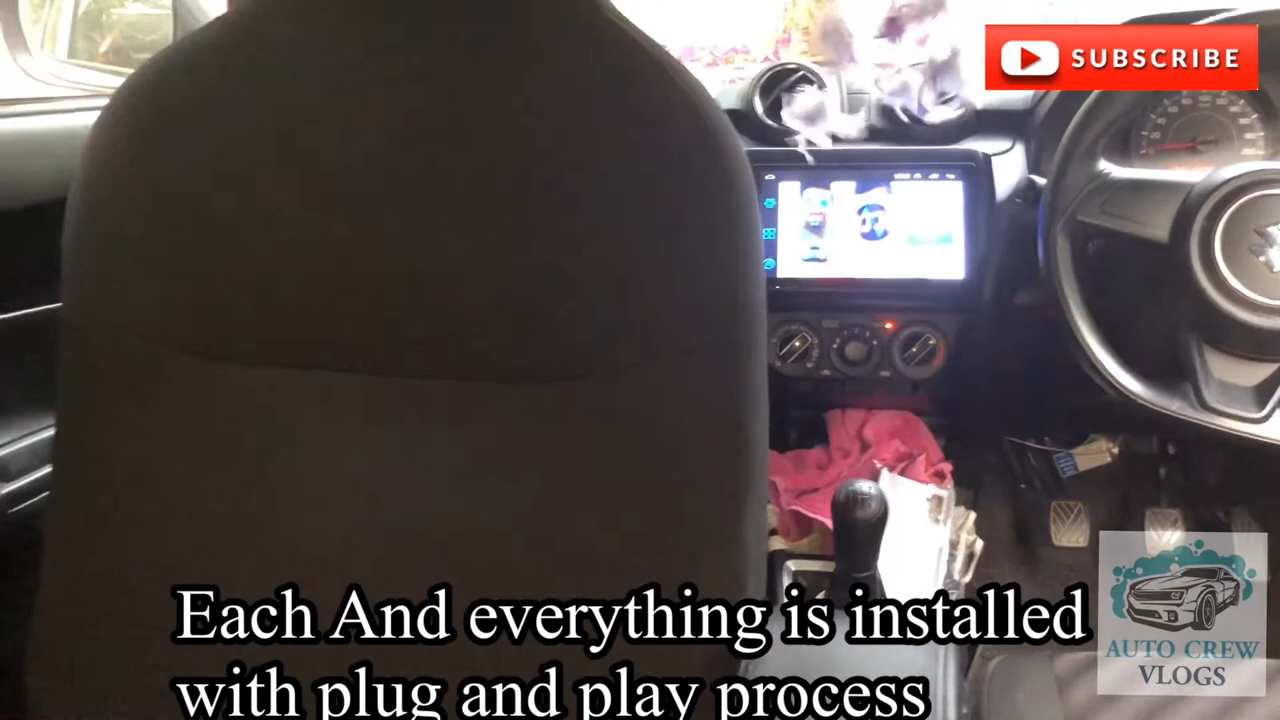 SUBSCRIBE
Each And everything is installed
with plug and play process
AUTO CREW
VLOGS